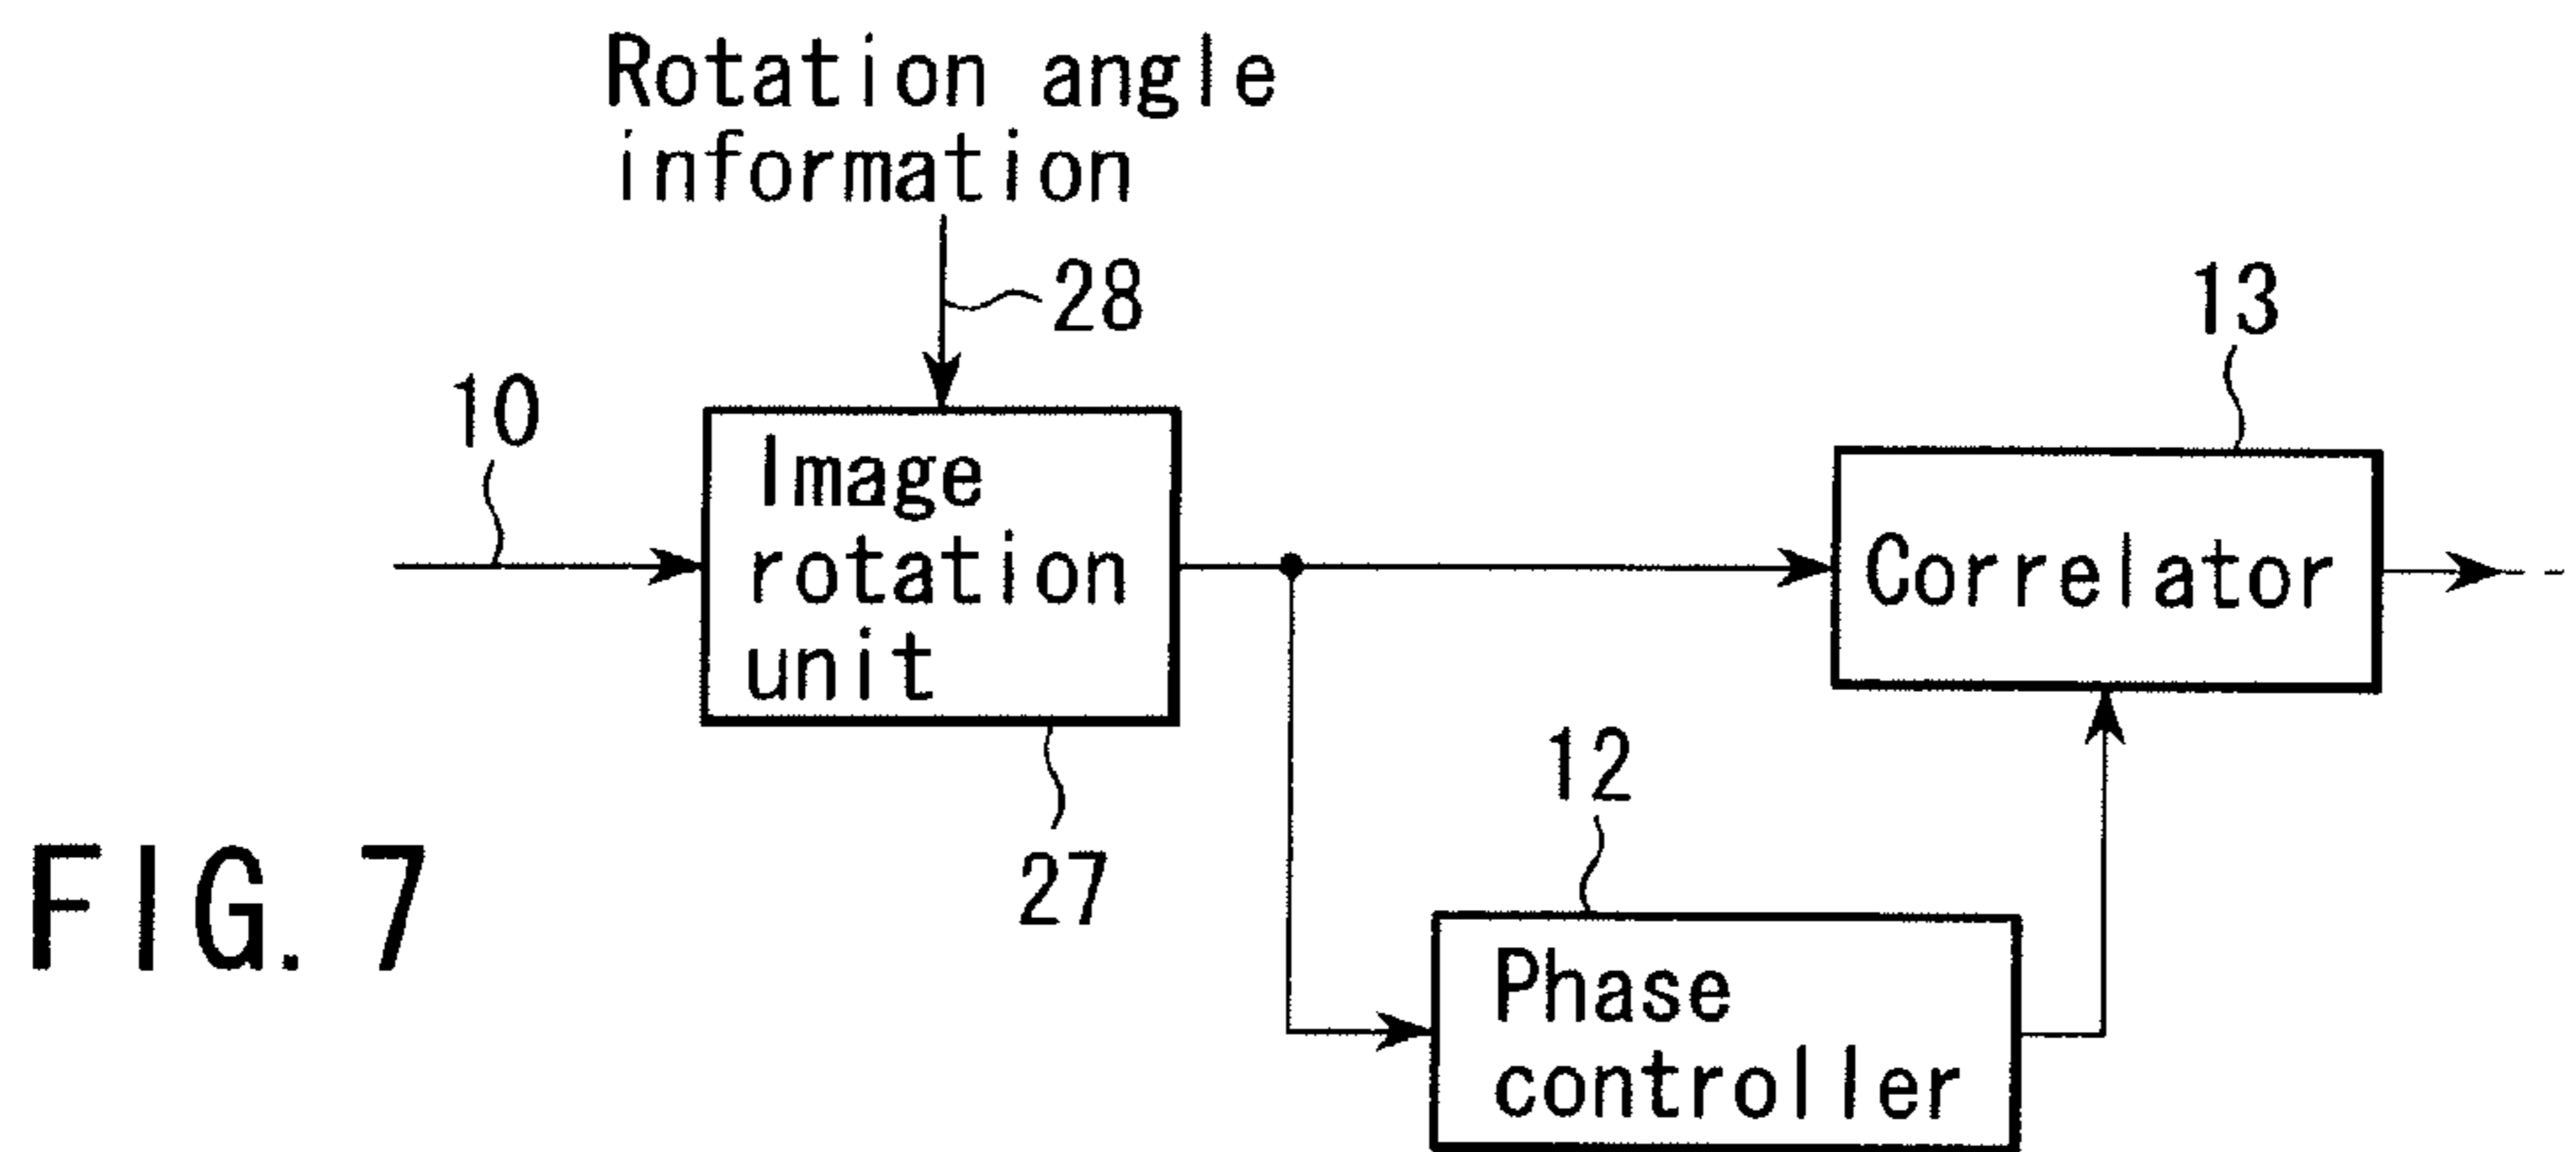 Rotation angle
information
28
13
10
Image
rotation
unit
Correlator
27
12
Phase
controller
FIG. 7